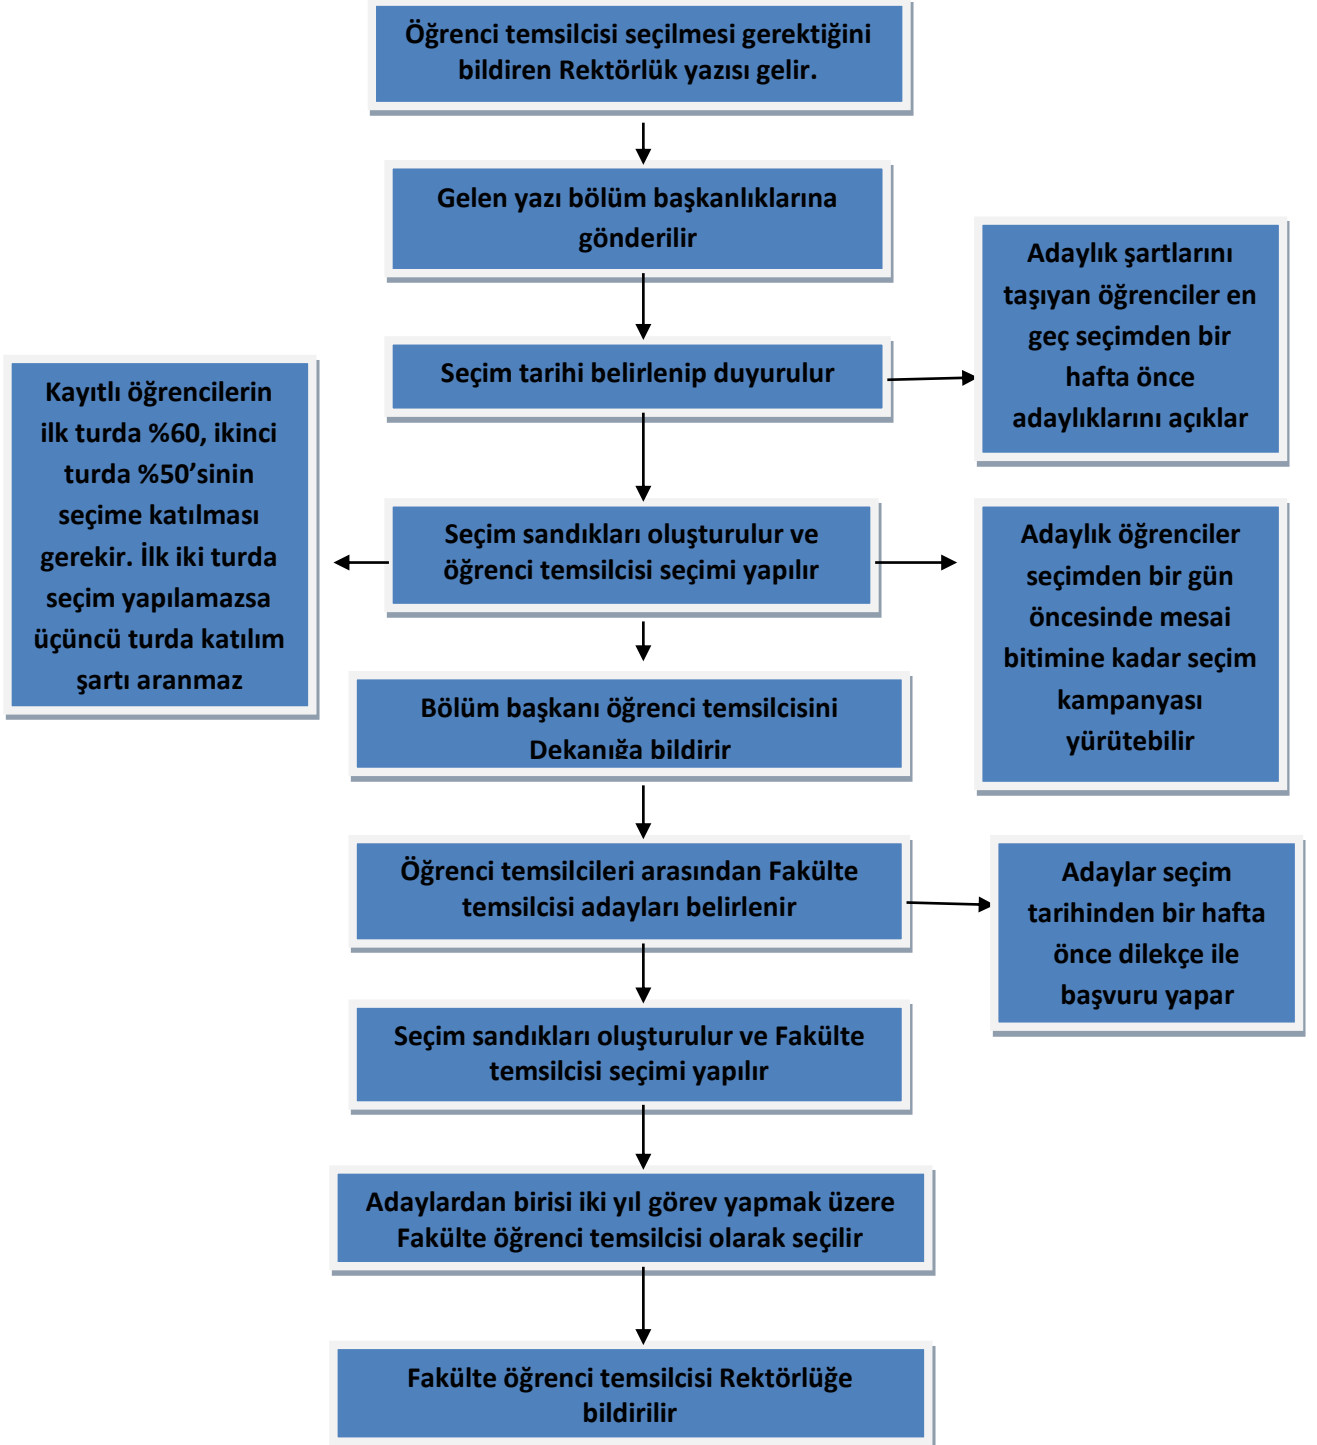 Öğrenci temsilcisi seçilmesi gerektiğini
bildiren Rektörlük yazısı gelir.
Gelen yazı bölüm başkanlıklarına
gönderilir
Adaylık şartlarını
taşıyan öğrenciler en
geç seçimden bir
hafta önce
adaylıklarını açıklar
Seçim tarihi belirlenip duyurulur
Kayıtlı öğrencilerin
ilk turda %60, ikinci
turda %50’sinin
seçime katılması
gerekir. İlk iki turda
seçim yapılamazsa
üçüncü turda katılım
şartı aranmaz
Seçim sandıkları oluşturulur ve
öğrenci temsilcisi seçimi yapılır
Adaylık öğrenciler
seçimden bir gün
öncesinde mesai
bitimine kadar seçim
kampanyası
yürütebilir
Bölüm başkanı öğrenci temsilcisini
Dekanığa bildirir
Öğrenci temsilcileri arasından Fakülte
temsilcisi adayları belirlenir
Adaylar seçim
tarihinden bir hafta
önce dilekçe ile
başvuru yapar
Seçim sandıkları oluşturulur ve Fakülte
temsilcisi seçimi yapılır
Adaylardan birisi iki yıl görev yapmak üzere
Fakülte öğrenci temsilcisi olarak seçilir
Fakülte öğrenci temsilcisi Rektörlüğe
bildirilir